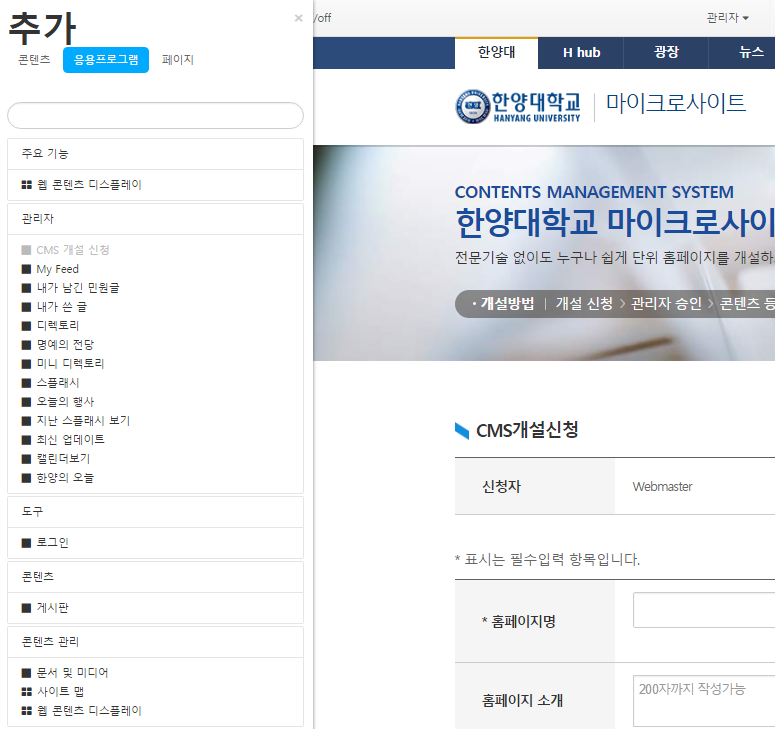 추가
×
콘텐츠 응용프로그램 페이지
주요 기능
웹 콘텐츠 디스플레이
관리자
CMS 개설 신청
My Feed
내가 남긴 민원글
내가 쓴 글
디렉토리
명예의 전당
미니 디렉토리
스플래시
오늘의 행사
지난 스플래시 보기
최신 업데이트
캘린더보기
한양의 오늘
도구
로그인
콘텐츠
게시판
콘텐츠 관리
문서 및 미디어
사이트 맵
웹 콘텐츠 디스플레이
/off 관리자
한양대 H hub 광장 뉴스
한양대학교 마이크로사이트
HANYANG UNIVERSITY
CONTENTS MANAGEMENT SYSTEM
한양대학교 마이크로사이
전문기술 없이도 누구나 쉽게 단위 홈페이지를 개설하
· 개설방법 | 개설 신청 > 관리자 승인 > 콘텐츠 등
CMS개설신청
신청자 Webmaster
* 표시는 필수입력 항목입니다.
* 홈페이지명
홈페이지 소개 200자까지 작성가능